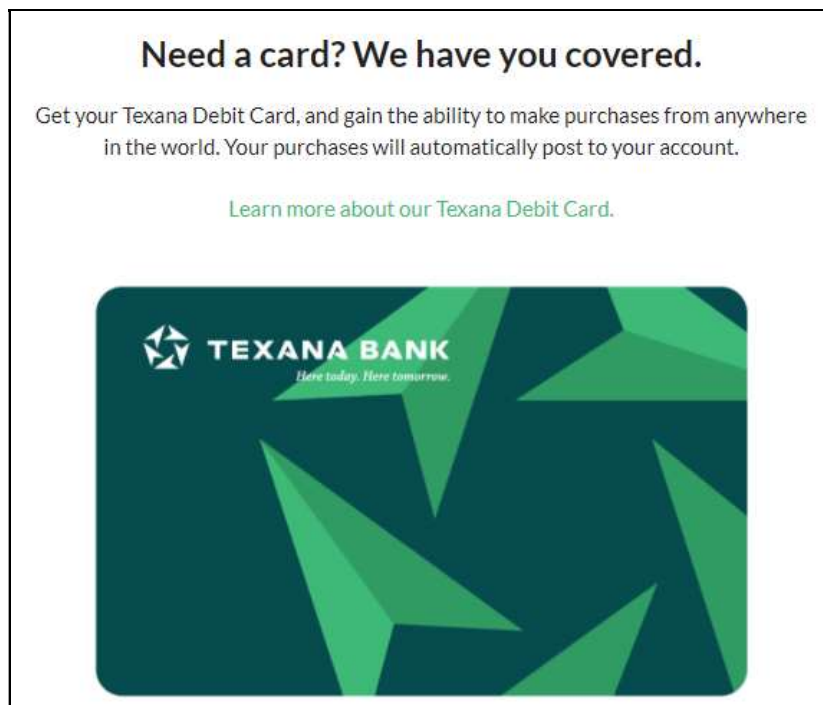 Need a card? We have you covered.
Get your Texana Debit Card, and gain the ability to make purchases from anywhere
in the world. Your purchases will automatically post to your account.
Learn more about our Texana Debit Card.
TEXANA BANK
Here today. Here tomorrow.